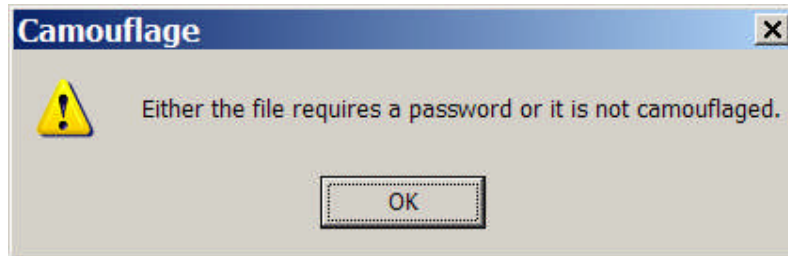 Camouflage
Either the file requires a password or it is not camouflaged.
OK